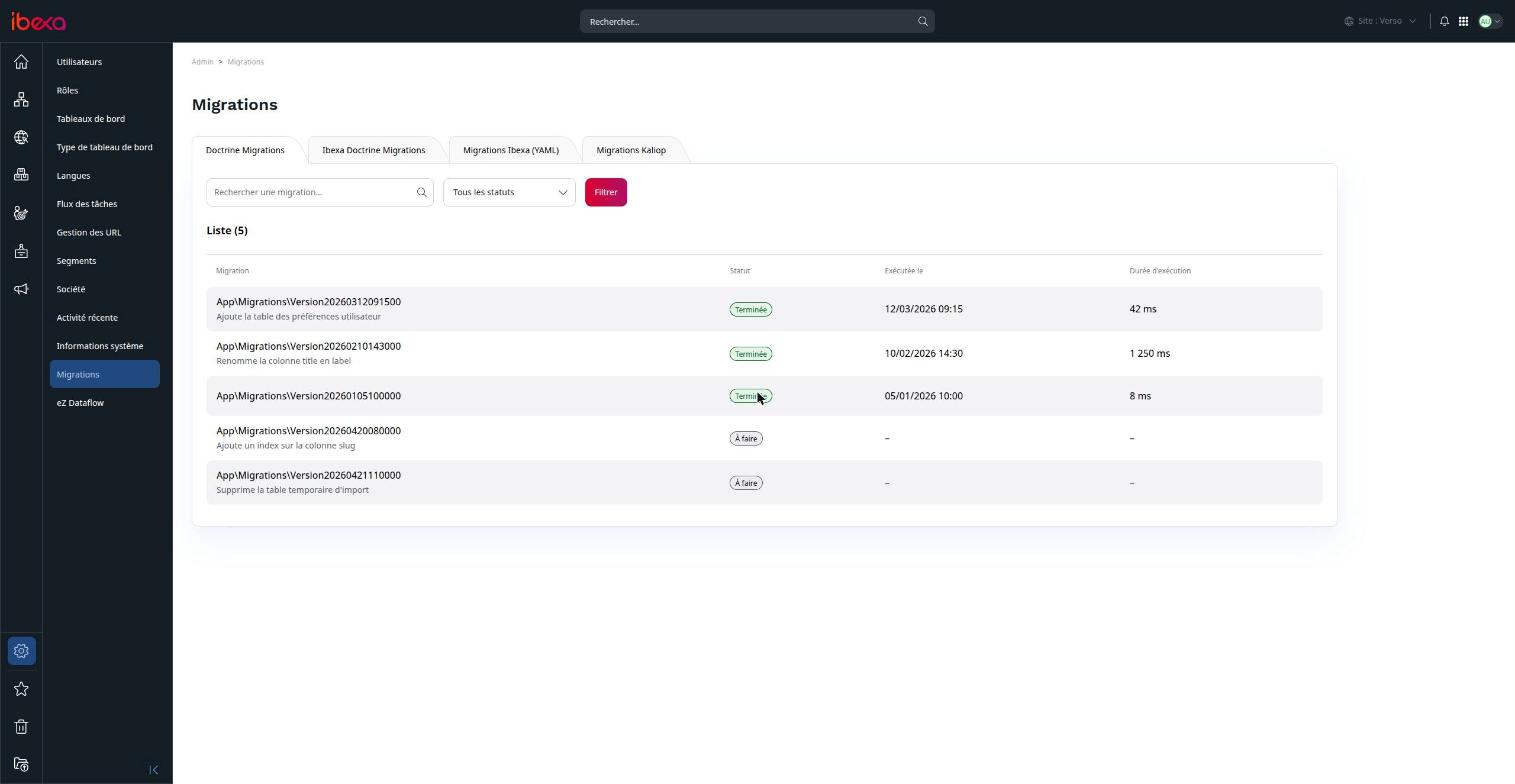 ibexa
Rechercher...
Site : Verso
AU
Utilisateurs
Rôles
Tableaux de bord
Type de tableau de bord
Langues
Flux des tâches
Gestion des URL
Segments
Société
Activité récente
Informations système
Migrations
eZ Dataflow
Admin > Migrations
Migrations
Doctrine Migrations
Ibexa Doctrine Migrations
Migrations Ibexa (YAML)
Migrations Kaliop
Rechercher une migration...
Tous les statuts
Filtrer
Liste (5)
Migration Statut Exécutée le Durée d'exécution
App\Migrations\Version20260312091500 Terminée 12/03/2026 09:15 42 ms
Ajoute la table des préférences utilisateur
App\Migrations\Version20260210143000 Terminée 10/02/2026 14:30 1 250 ms
Renomme la colonne title en label
App\Migrations\Version20260105100000 Terminée 05/01/2026 10:00 8 ms
App\Migrations\Version20260420080000 À faire – –
Ajoute un index sur la colonne slug
App\Migrations\Version20260421110000 À faire – –
Supprime la table temporaire d'import